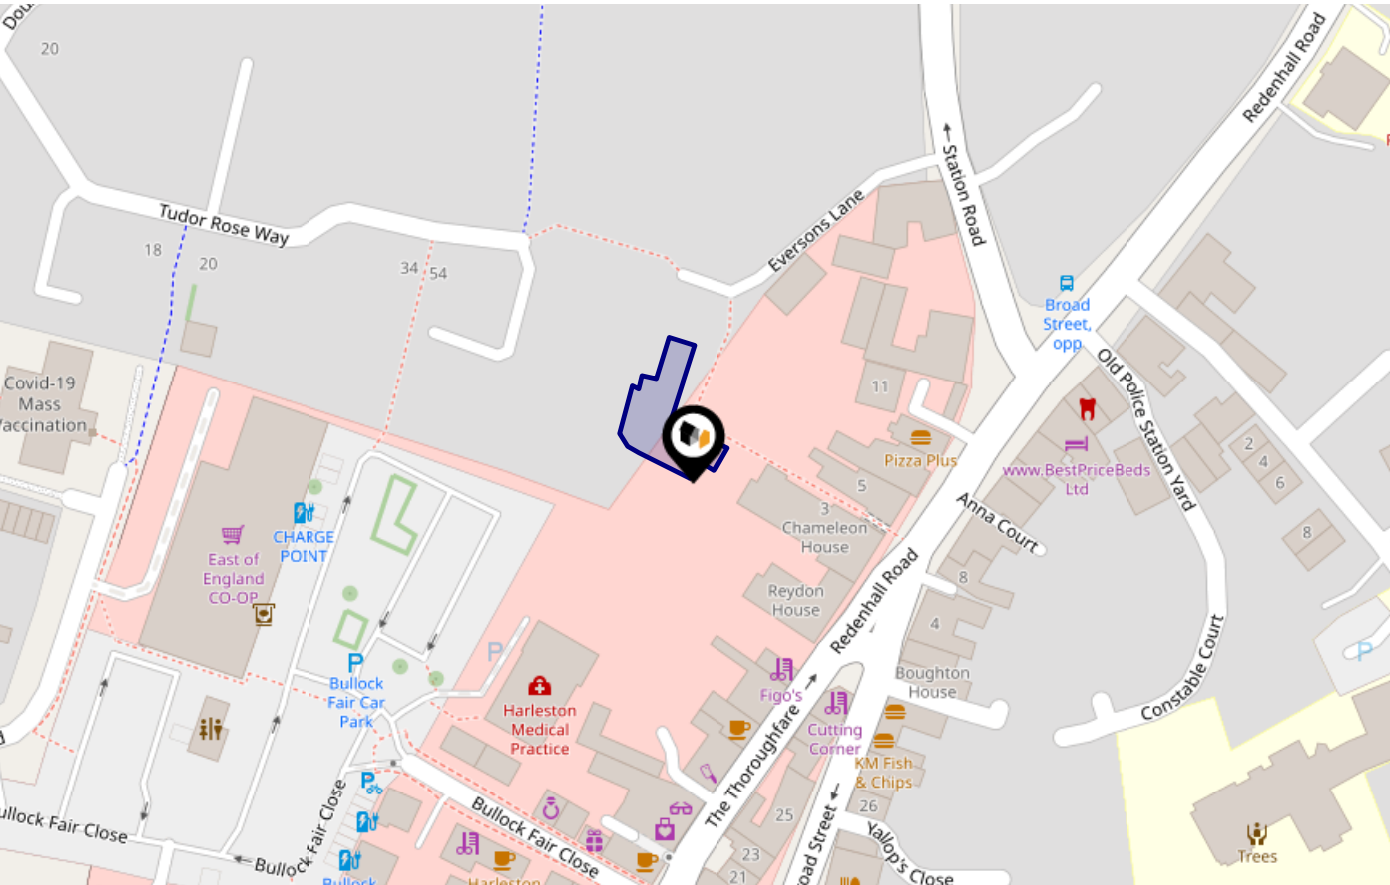 20
Redenhall Road
Station Road
Tudor Rose Way
Eversons Lane
18
20
34
54
Broad
Street,
opp
Old Police Station Yard
Covid-19
Mass
Vaccination
11
Pizza Plus
www.BestPriceBeds
Ltd
2
4
6
8
5
3
Chameleon
House
Anna Court
CHARGE
POINT
East of
England
CO-OP
Reydon
House
Redenhall Road
8
4
Boughton
House
Constable Court
P
P
P
Bullock
Fair Car
Park
Harleston
Medical
Practice
Figo's
Cutting
Corner
KM Fish
& Chips
The Thoroughfare
25
26
23
21
Yallop's Close
Bullock Fair Close
Bullock Fair Close
Bullock Fair Close
P
Harleston
Bullock
Trees